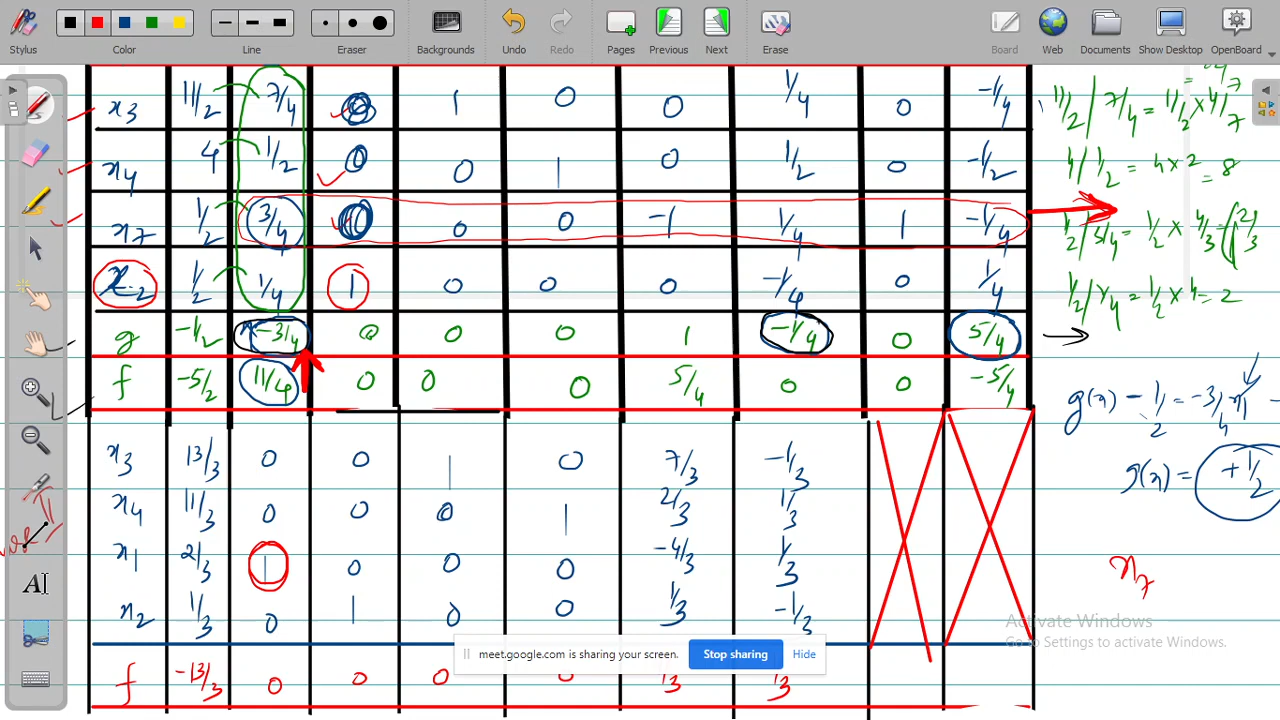 Stylus Color Line Eraser Backgrounds Undo Redo Pages Previous Next Erase Board Web Documents Show Desktop OpenBoard
x3 11/2 7/4 0 1 0 0 1/4 0 -1/4
11/2 / 7/4 = 11/2 × 4/7
x4 4 1/2 0 0 1 0 1/2 0 -1/2
4 / 1/2 = 4 × 2 = 8
x7 1/2 3/4 0 0 0 -1 1/4 1 -1/4
1/2 / 3/4 = 1/2 × 4/3 = 2/3
x2 1/2 1/4 1 0 0 0 -1/4 0 1/4
1/2 / 1/4 = 1/2 × 4 = 2
g -1/2 -3/4 0 0 0 1 -1/4 0 5/4
f -5/2 11/4 0 0 0 5/4 0 0 -5/4
g(x) - 1/2 = -3/4 x1 -
x3 13/3 0 0 1 0 7/3 -1/3
g(x) = +1/2
x4 11/3 0 0 0 1 2/3 1/3
x1 2/3 1 0 0 0 -4/3 1/3
x7
x2 1/3 0 1 0 0 1/3 -1/3
Activate Windows
Go to Settings to activate Windows.
meet.google.com is sharing your screen. Stop sharing Hide
f -13/3 0 0 0 0 1/3 1/3